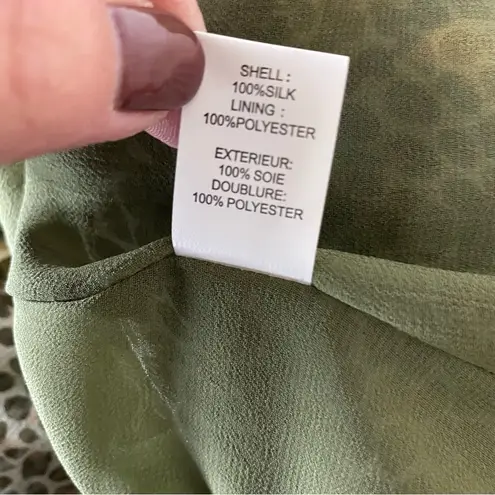 SHELL :
100%SILK
LINING :
100%POLYESTER
EXTERIEUR:
100% SOIE
DOUBLURE:
100% POLYESTER